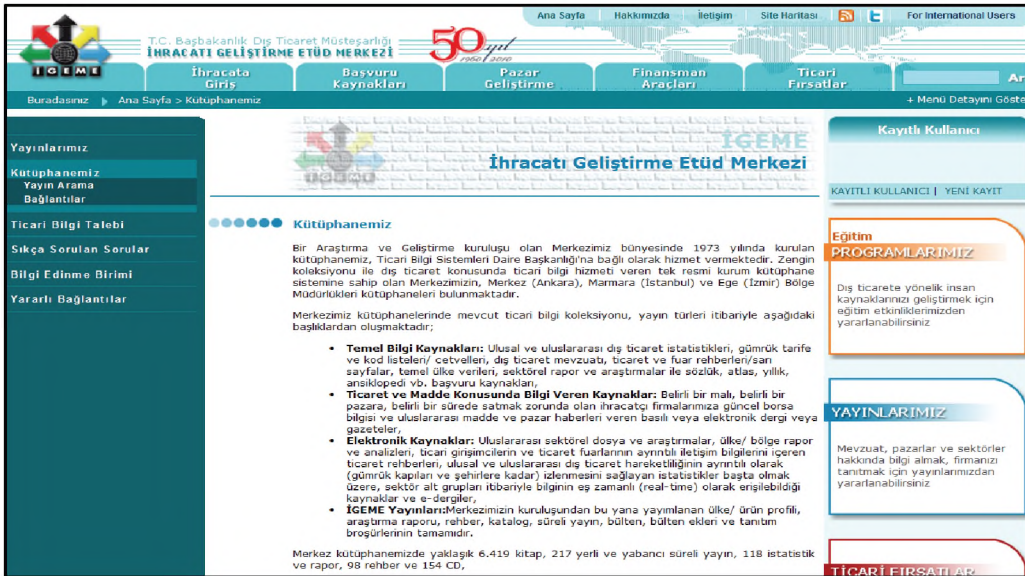 Ana Sayfa
Hakkımızda
İletişim
Site Haritası
For International Users
T.C. Başbakanlık Dış Ticaret Müsteşarlığı
İHRACATI GELİŞTİRME ETÜD MERKEZİ
50 yıl
1960 2010
IGEME
İhracata
Giriş
Başvuru
Kaynakları
Pazar
Geliştirme
Finansman
Araçları
Ticari
Fırsatlar
Ar
Buradasınız
Ana Sayfa > Kütüphanemiz
+ Menü Detayını Göste
Yayınlarımız
Kütüphanemiz
Yayın Arama
Bağlantılar
Ticari Bilgi Talebi
Sıkça Sorulan Sorular
Bilgi Edinme Birimi
Yararlı Bağlantılar
IGEME
İGEME
İhracatı Geliştirme Etüd Merkezi
Kütüphanemiz
Bir Araştırma ve Geliştirme kuruluşu olan Merkezimiz bünyesinde 1973 yılında kurulan
kütüphanemiz, Ticari Bilgi Sistemleri Daire Başkanlığı'na bağlı olarak hizmet vermektedir. Zengin
koleksiyonu ile dış ticaret konusunda ticari bilgi hizmeti veren tek resmi kurum kütüphane
sistemine sahip olan Merkezimizin, Merkez (Ankara), Marmara (İstanbul) ve Ege (İzmir) Bölge
Müdürlükleri kütüphaneleri bulunmaktadır.
Merkezimiz kütüphanelerinde mevcut ticari bilgi koleksiyonu, yayın türleri itibariyle aşağıdaki
başlıklardan oluşmaktadır;
• Temel Bilgi Kaynakları: Ulusal ve uluslararası dış ticaret istatistikleri, gümrük tarife
ve kod listeleri/ cetvelleri, dış ticaret mevzuatı, ticaret ve fuar rehberleri/sarı
sayfalar, temel ülke verileri, sektörel rapor ve araştırmalar ile sözlük, atlas, yıllık,
ansiklopedi vb. başvuru kaynakları,
• Ticaret ve Madde Konusunda Bilgi Veren Kaynaklar: Belirli bir malı, belirli bir
pazara, belirli bir sürede satmak zorunda olan ihracatçı firmalarımıza güncel borsa
bilgisi ve uluslararası madde ve pazar haberleri veren basılı veya elektronik dergi veya
gazeteler,
• Elektronik Kaynaklar: Uluslararası sektörel dosya ve araştırmalar, ülke/ bölge rapor
ve analizleri, ticari girişimcilerin ve ticaret fuarlarının ayrıntılı iletişim bilgilerini içeren
ticaret rehberleri, ulusal ve uluslararası dış ticaret hareketliliğinin ayrıntılı olarak
(gümrük kapıları ve şehirlere kadar) izlenmesini sağlayan istatistikler başta olmak
üzere, sektör alt grupları itibariyle bilginin eş zamanlı (real-time) olarak erişilebildiği
kaynaklar ve e-dergiler,
• İGEME Yayınları:Merkezimizin kuruluşundan bu yana yayımlanan ülke/ ürün profili,
araştırma raporu, rehber, katalog, süreli yayın, bülten, bülten ekleri ve tanıtım
broşürlerinin tamamıdır.
Merkez kütüphanemizde yaklaşık 6.419 kitap, 217 yerli ve yabancı süreli yayın, 118 istatistik
ve rapor, 98 rehber ve 154 CD,
Kayıtlı Kullanıcı
KAYITLI KULLANICI | YENİ KAYIT
Eğitim
PROGRAMLARIMIZ
Dış ticarete yönelik insan
kaynaklarınızı geliştirmek için
eğitim etkinliklerimizden
yararlanabilirsiniz
YAYINLARIMIZ
Mevzuat, pazarlar ve sektörler
hakkında bilgi almak, firmanızı
tanıtmak için yayınlarımızdan
yararlanabilirsiniz
TİCARİ FIRSATLAR